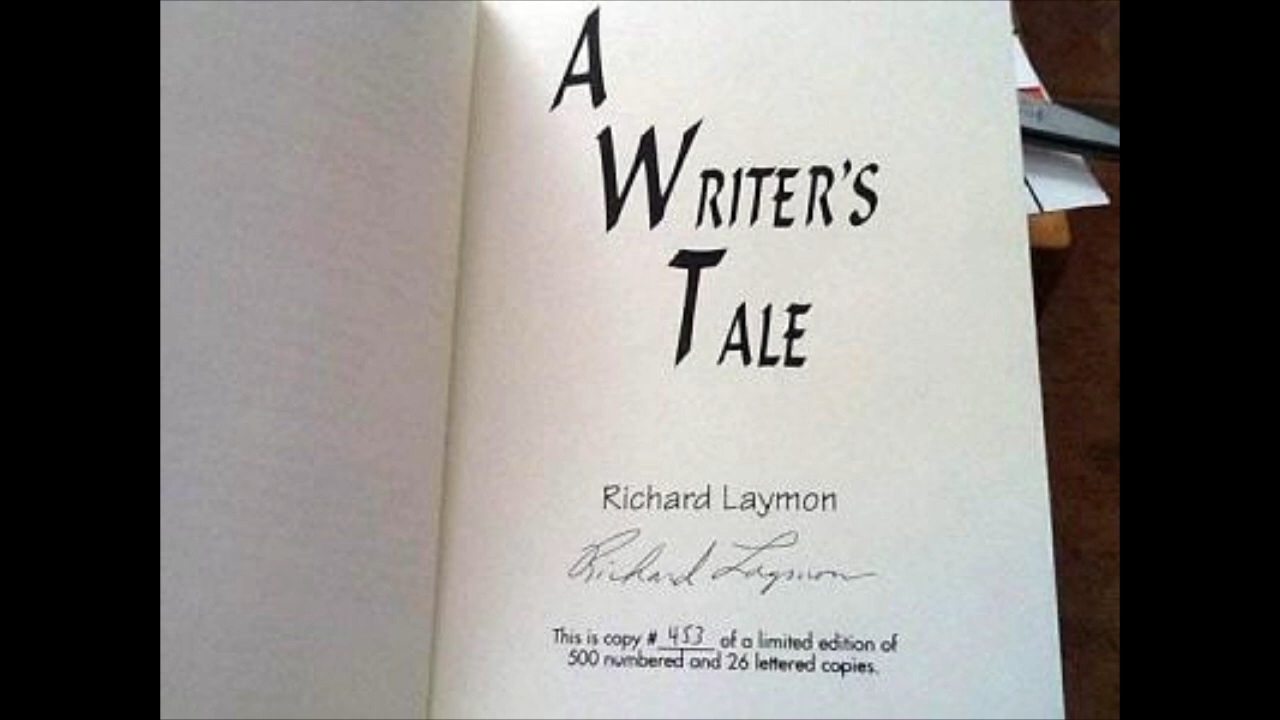 A
WRITER'S
TALE
Richard Laymon
Richard Laymon
This is copy # 453 of a limited edition of
500 numbered and 26 lettered copies.